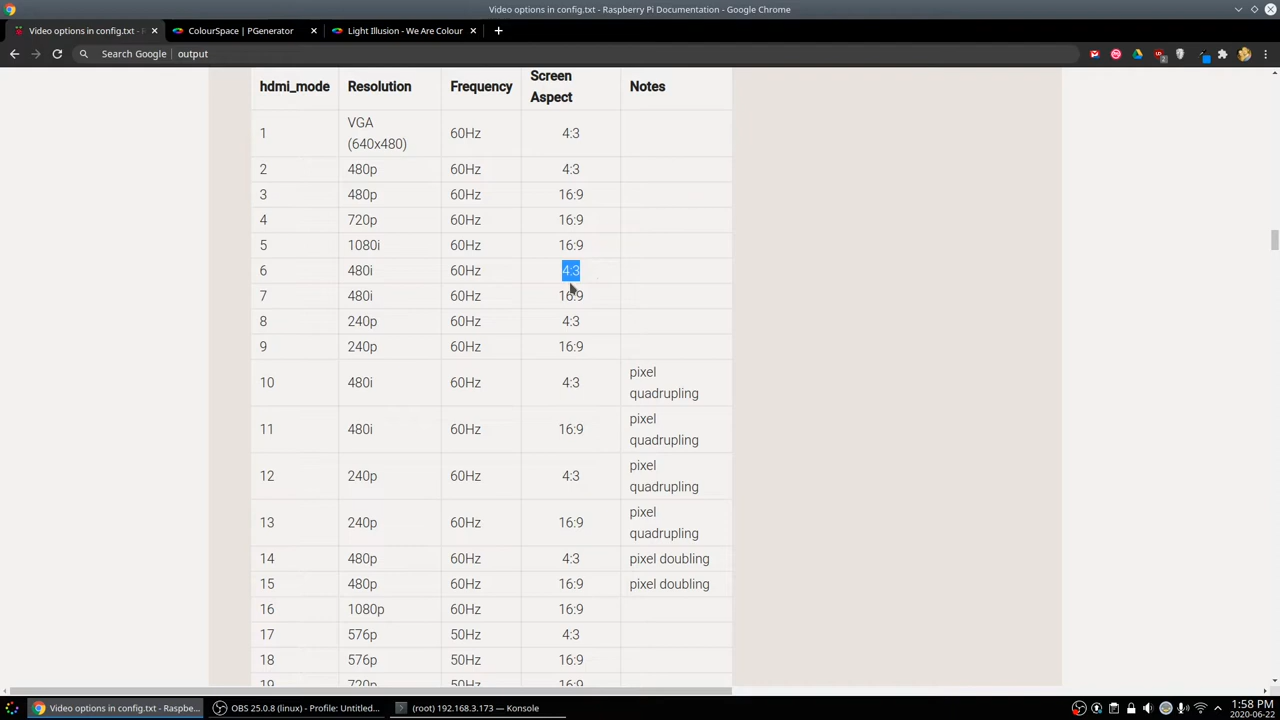 Video options in config.txt - Raspberry Pi Documentation - Google Chrome
Video options in config.txt - Raspbe
ColourSpace | PGenerator
Light Illusion - We Are Colour
Search Google
output
hdmi_mode Resolution Frequency Screen Aspect Notes
1 VGA (640x480) 60Hz 4:3
2 480p 60Hz 4:3
3 480p 60Hz 16:9
4 720p 60Hz 16:9
5 1080i 60Hz 16:9
6 480i 60Hz 4:3
7 480i 60Hz 16:9
8 240p 60Hz 4:3
9 240p 60Hz 16:9
10 480i 60Hz 4:3 pixel quadrupling
11 480i 60Hz 16:9 pixel quadrupling
12 240p 60Hz 4:3 pixel quadrupling
13 240p 60Hz 16:9 pixel quadrupling
14 480p 60Hz 4:3 pixel doubling
15 480p 60Hz 16:9 pixel doubling
16 1080p 60Hz 16:9
17 576p 50Hz 4:3
18 576p 50Hz 16:9
19 720p 50Hz 16:9
Video options in config.txt - Raspbe...
OBS 25.0.8 (linux) - Profile: Untitled...
(root) 192.168.3.173 — Konsole
1:58 PM
2020-06-22